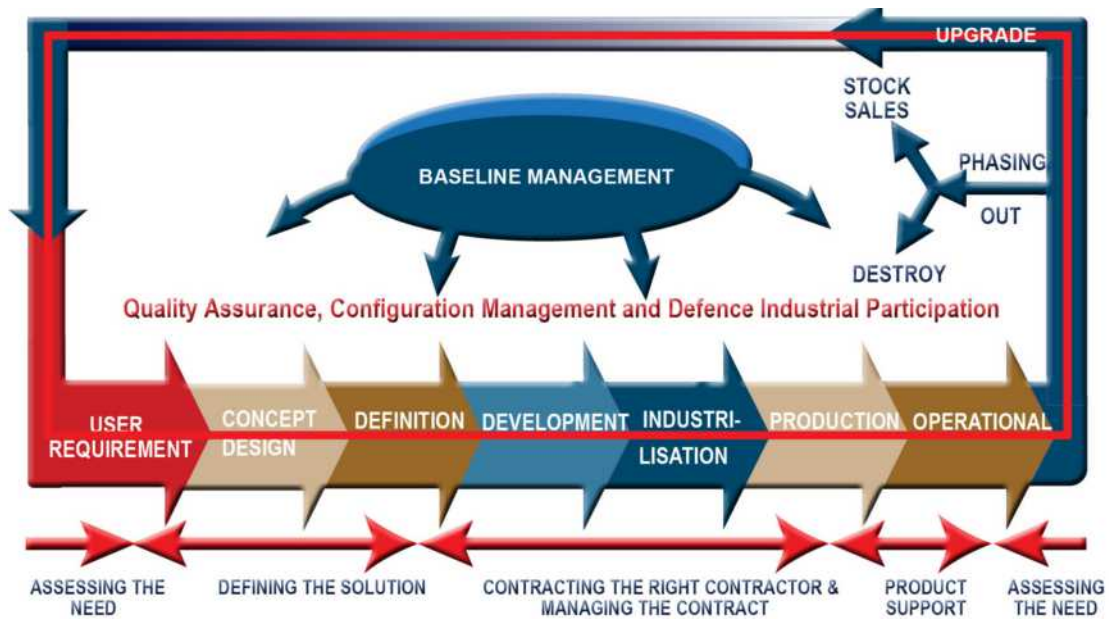 UPGRADE
STOCK
SALES
PHASING
OUT
DESTROY
BASELINE MANAGEMENT
Quality Assurance, Configuration Management and Defence Industrial Participation
USER
REQUIREMENT
CONCEPT
DESIGN
DEFINITION
DEVELOPMENT
INDUSTRI-
LISATION
PRODUCTION
OPERATIONAL
ASSESSING THE
NEED
DEFINING THE SOLUTION
CONTRACTING THE RIGHT CONTRACTOR &
MANAGING THE CONTRACT
PRODUCT
SUPPORT
ASSESSING
THE NEED